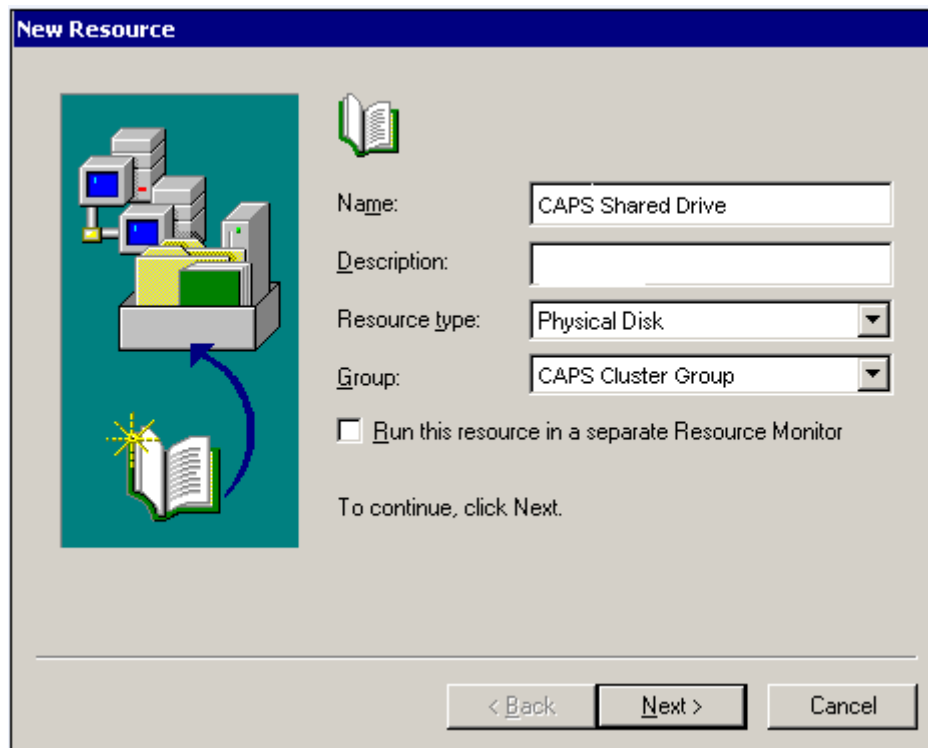 New Resource
Name: CAPS Shared Drive
Description:
Resource type: Physical Disk
Group: CAPS Cluster Group
Run this resource in a separate Resource Monitor
To continue, click Next.
< Back Next > Cancel